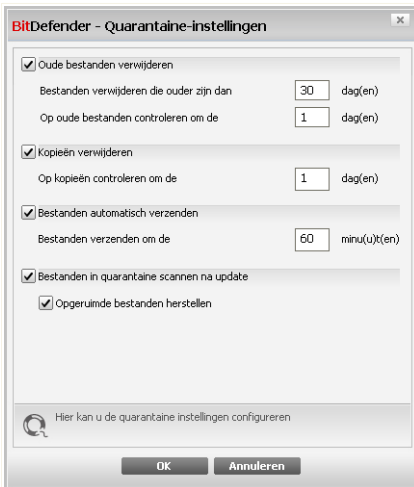 BitDefender - Quarantaine-instellingen
Oude bestanden verwijderen
Bestanden verwijderen die ouder zijn dan 30 dag(en)
Op oude bestanden controleren om de 1 dag(en)
Kopieën verwijderen
Op kopieën controleren om de 1 dag(en)
Bestanden automatisch verzenden
Bestanden verzenden om de 60 minu(u)t(en)
Bestanden in quarantaine scannen na update
Opgeruimde bestanden herstellen
Hier kan u de quarantaine instellingen configureren
OK Annuleren